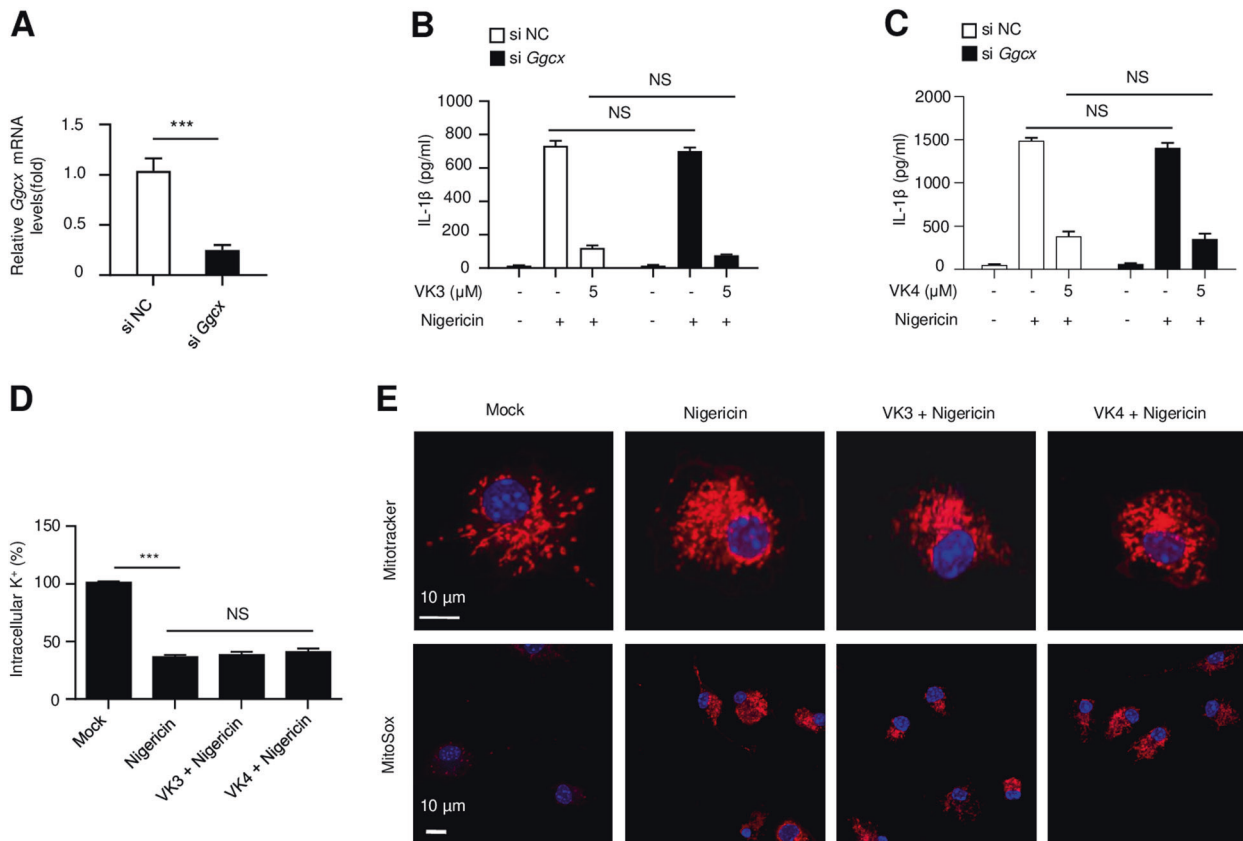 A
Relative Ggcx mRNA
levels(fold)
1.5
1.0
0.5
0
***
si NC
si Ggcx
B
si NC
si Ggcx
IL-1β (pg/ml)
1000
800
600
400
200
0
NS
NS
VK3 (μM) - - 5 - - 5
Nigericin - + + - + +
C
si NC
si Ggcx
IL-1β (pg/ml)
2000
1500
1000
500
0
NS
NS
VK4 (μM) - - 5 - - 5
Nigericin - + + - + +
D
Intracellular K⁺ (%)
150
100
50
0
***
NS
Mock
Nigericin
VK3 + Nigericin
VK4 + Nigericin
E
Mock Nigericin VK3 + Nigericin VK4 + Nigericin
Mitotracker
10 μm
MitoSox
10 μm